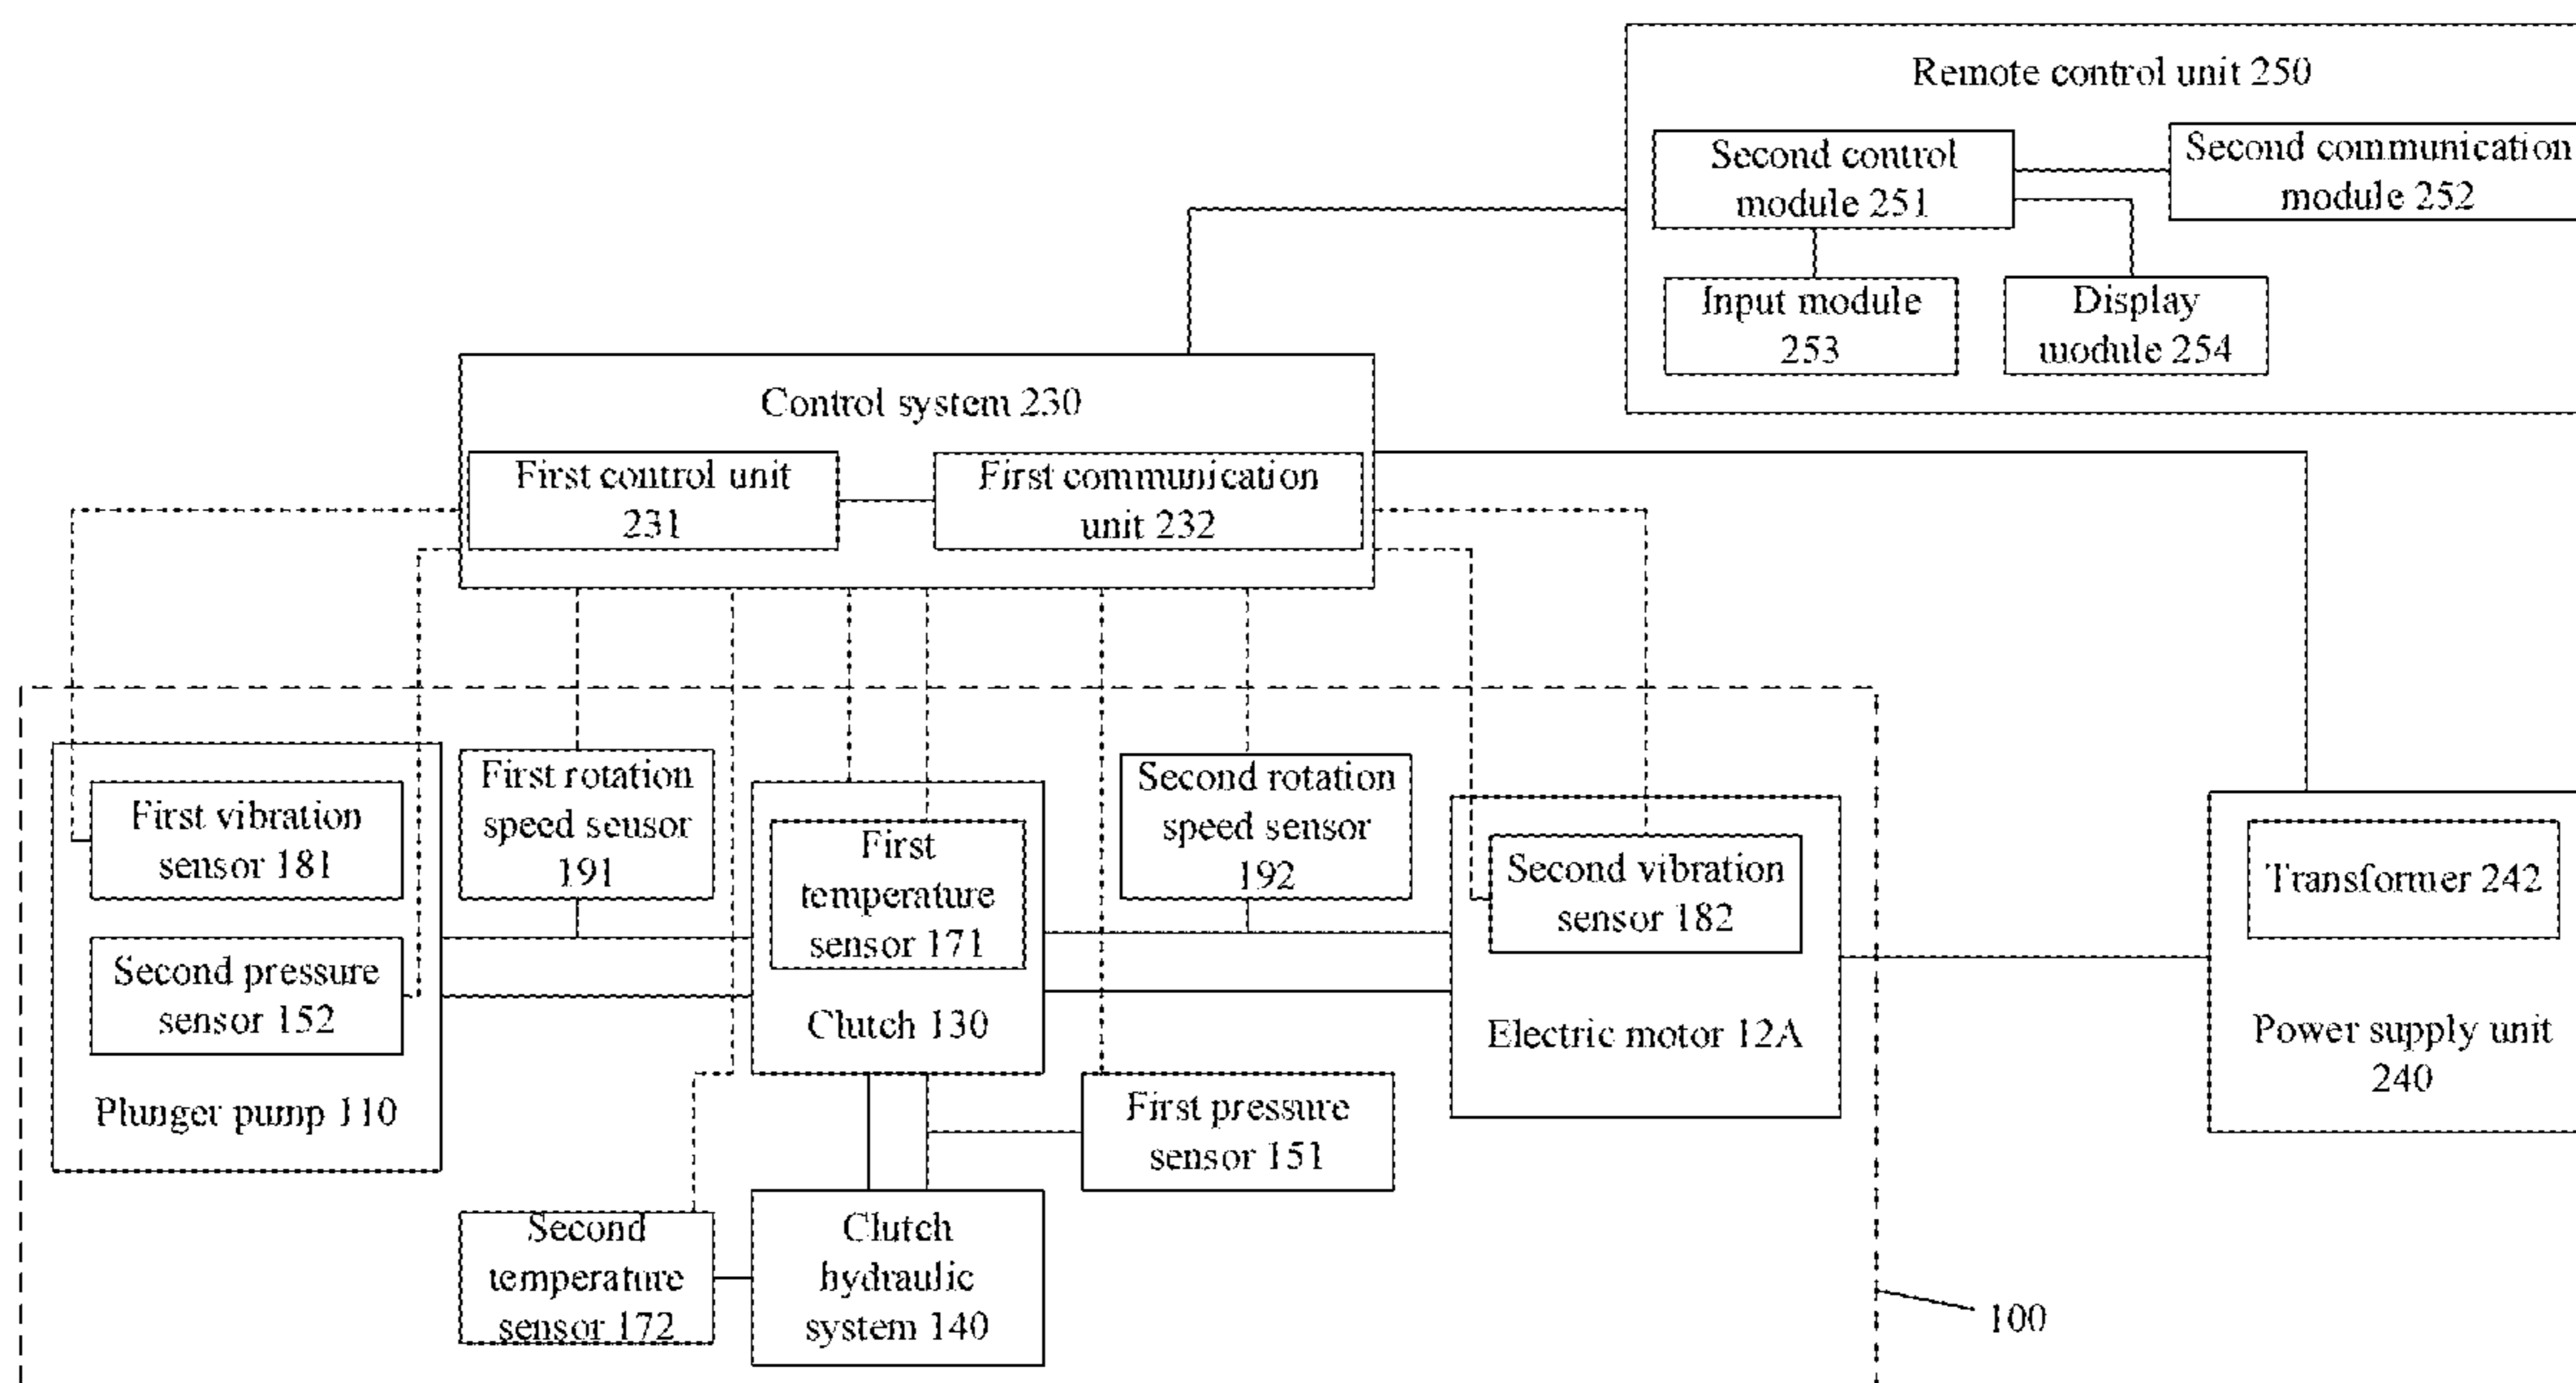 Remote control unit 250
Second control
module 251
Second communication
module 252
Input module
253
Display
module 254
Control system 230
First control unit
231
First communication
unit 232
First vibration
sensor 181
Second pressure
sensor 152
Plunger pump 110
First rotation
speed sensor
191
First
temperature
sensor 171
Clutch 130
Second rotation
speed sensor
192
Second vibration
sensor 182
Electric motor 12A
Transformer 242
Power supply unit
240
First pressure
sensor 151
Second
temperature
sensor 172
Clutch
hydraulic
system 140
100